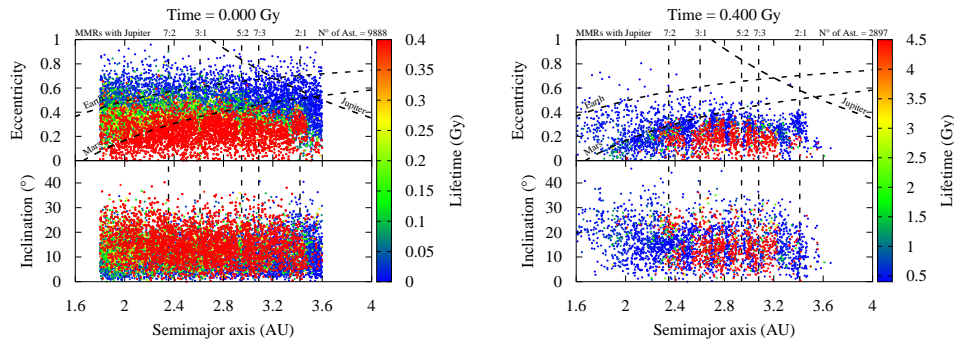 Time = 0.000 Gy
MMRs with Jupiter 7:2 3:1 5:2 7:3 2:1 N° of Ast. = 9888
Eccentricity
1
0.8
0.6
0.4
0.2
0
Earth
Mars
Jupiter
Inclination (°)
40
30
20
10
0
1.6 2 2.4 2.8 3.2 3.6 4
Semimajor axis (AU)
0.4
0.35
0.3
0.25
0.2
0.15
0.1
0.05
0
Lifetime (Gy)
Time = 0.400 Gy
MMRs with Jupiter 7:2 3:1 5:2 7:3 2:1 N° of Ast. = 2897
Eccentricity
1
0.8
0.6
0.4
0.2
0
Earth
Mars
Jupiter
Inclination (°)
40
30
20
10
0
1.6 2 2.4 2.8 3.2 3.6 4
Semimajor axis (AU)
4.5
4
3.5
3
2.5
2
1.5
1
0.5
Lifetime (Gy)